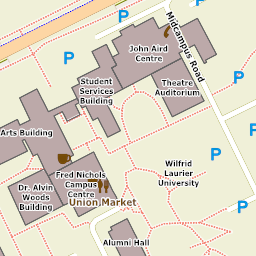 P
P
John Aird
Centre
Midcampus Road
P
Student
Services
Building
Theatre
Auditorium
Arts Building
P
Wilfrid
Laurier
University
P
Fred Nichols
Campus
Centre
Dr. Alvin
Woods
Building
Union Market
P
P
Alumni Hall